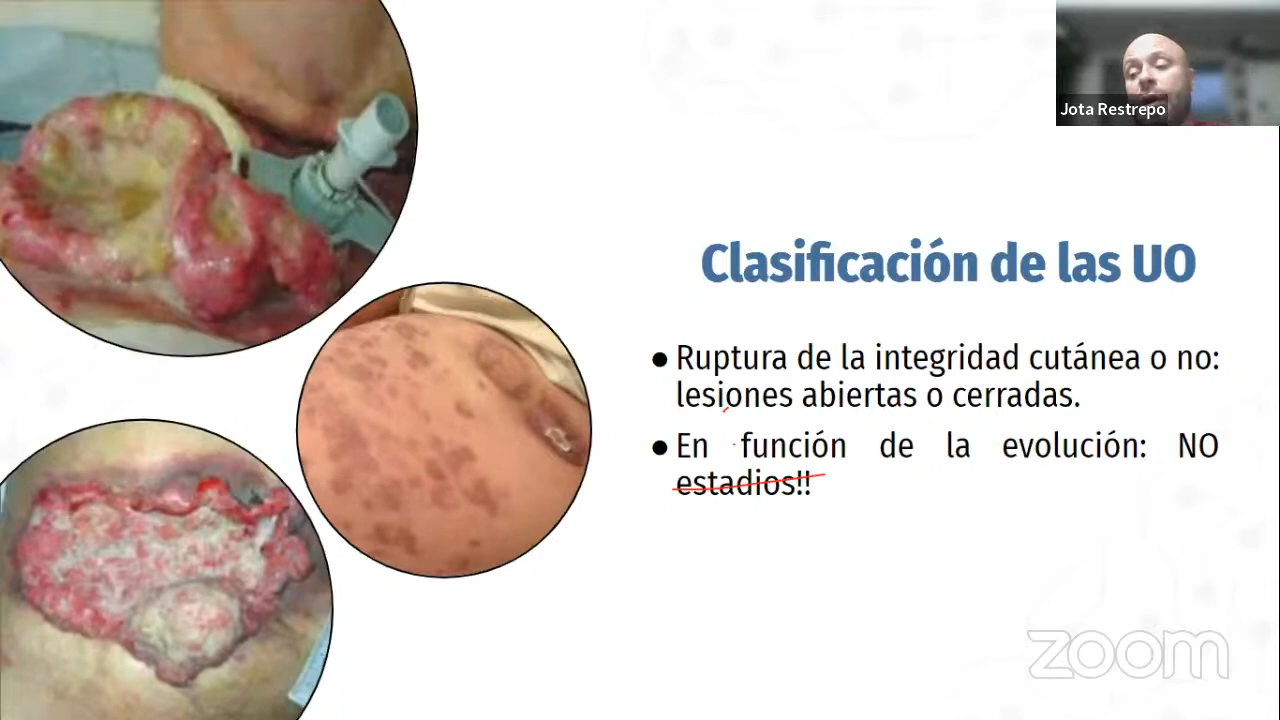 Jota Restrepo
Clasificación de las UO
● Ruptura de la integridad cutánea o no:
lesiones abiertas o cerradas.
● En función de la evolución: NO
estadios!!
zoom